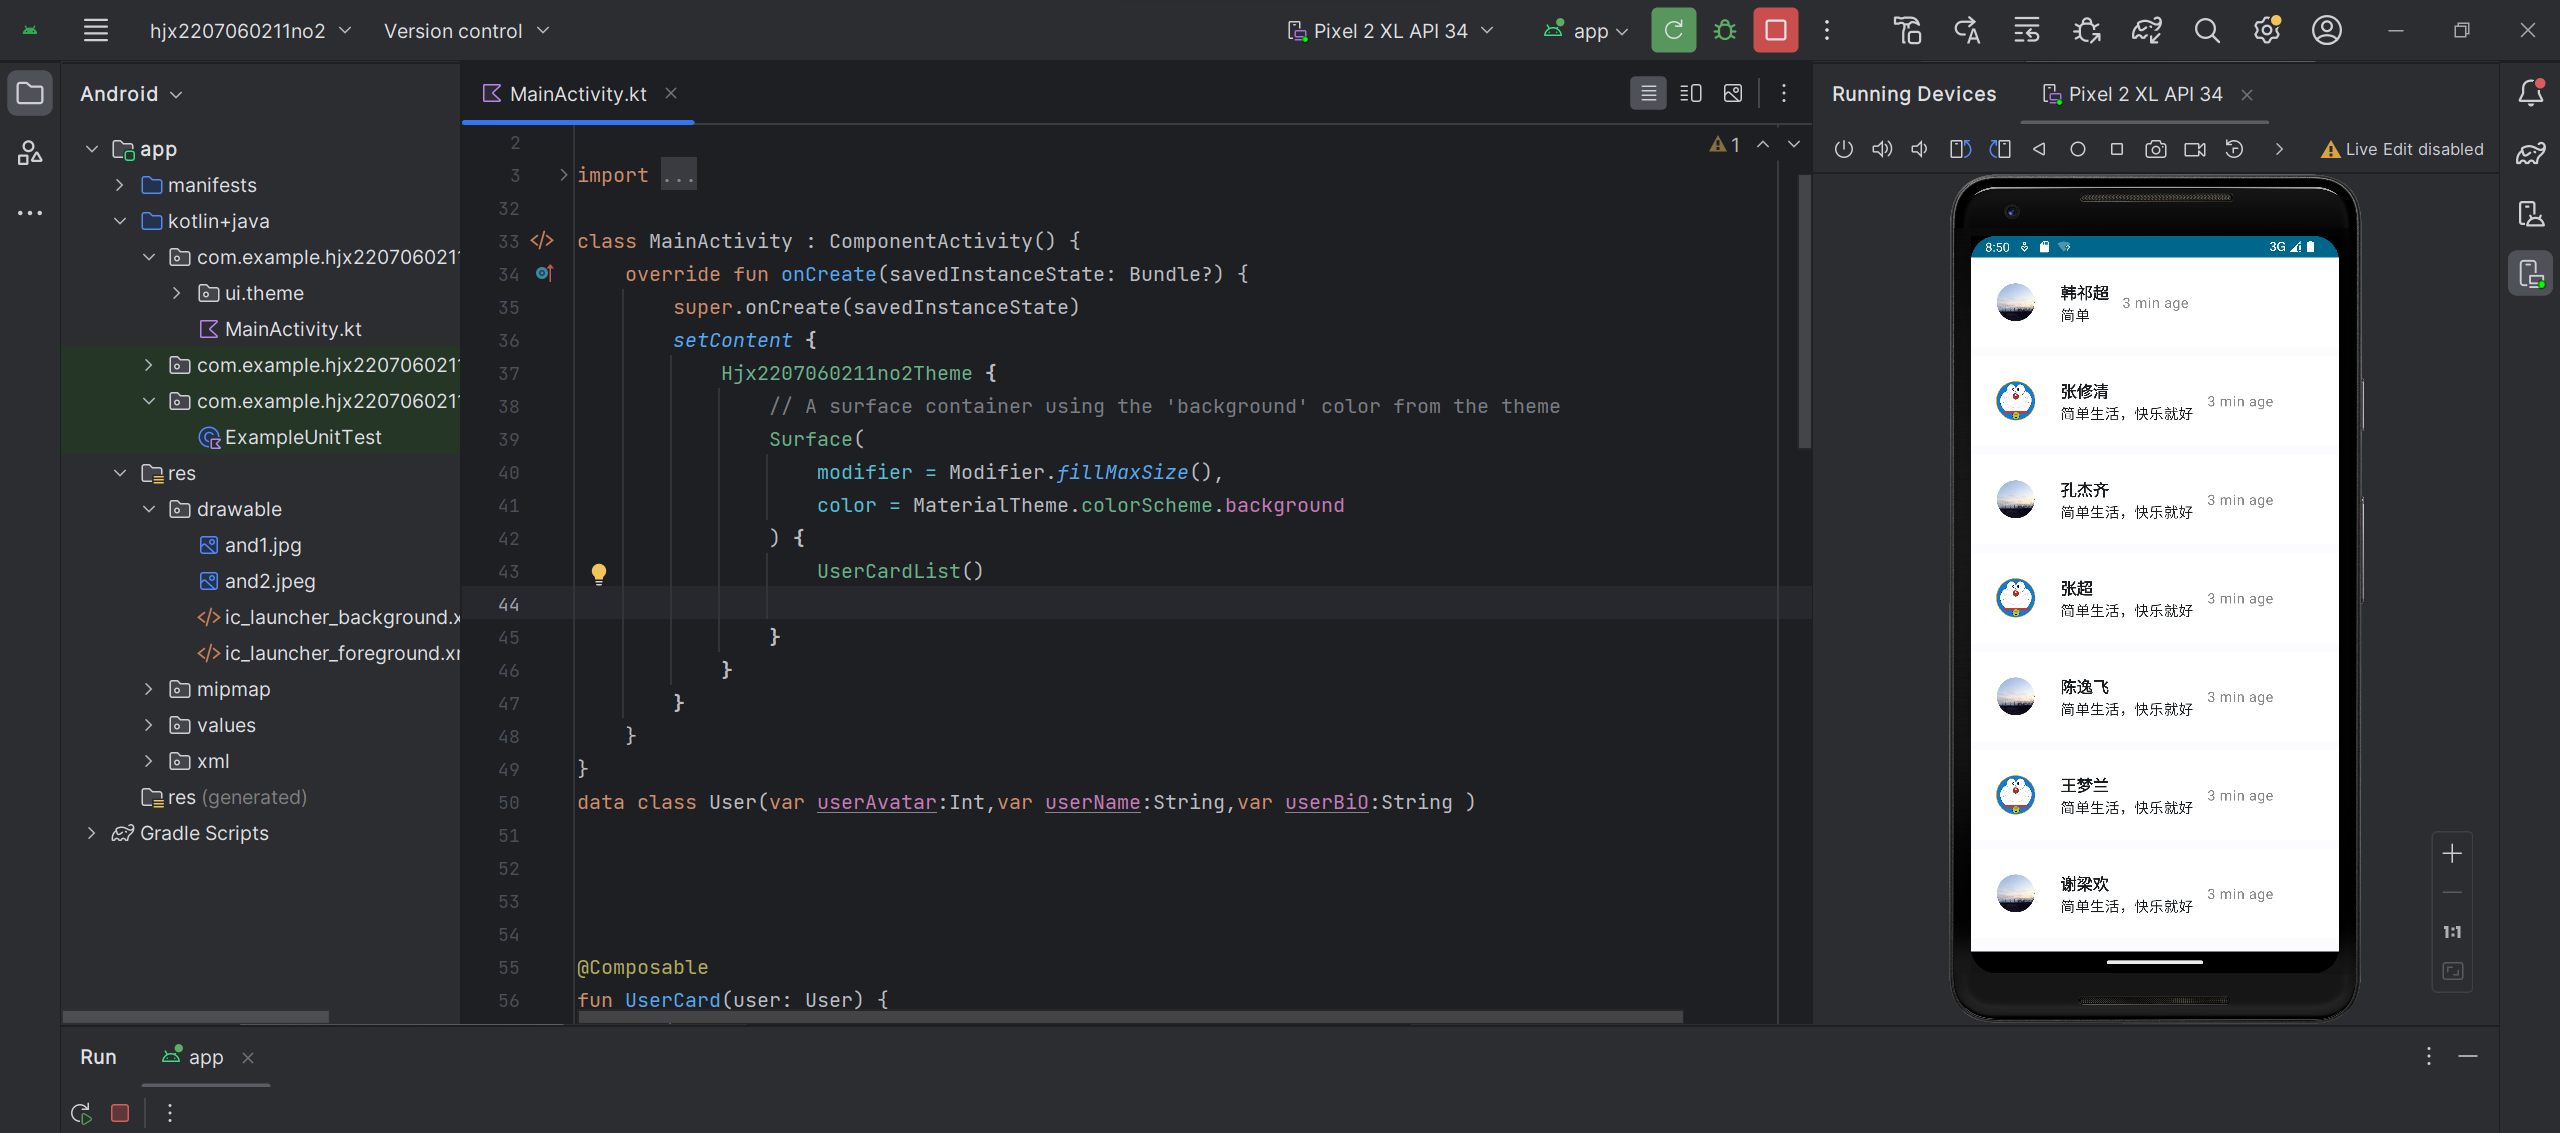 hjx2207060211no2
Version control
Pixel 2 XL API 34
app
Android
app
manifests
kotlin+java
com.example.hjx220706021
ui.theme
MainActivity.kt
com.example.hjx220706021
com.example.hjx220706021
ExampleUnitTest
res
drawable
and1.jpg
and2.jpeg
ic_launcher_background.x
ic_launcher_foreground.x
mipmap
values
xml
res (generated)
Gradle Scripts
MainActivity.kt
1
2
3 import ...
32
33 class MainActivity : ComponentActivity() {
34 override fun onCreate(savedInstanceState: Bundle?) {
35 super.onCreate(savedInstanceState)
36 setContent {
37 Hjx2207060211no2Theme {
38 // A surface container using the 'background' color from the theme
39 Surface(
40 modifier = Modifier.fillMaxSize(),
41 color = MaterialTheme.colorScheme.background
42 ) {
43 UserCardList()
44
45 }
46 }
47 }
48 }
49 }
50 data class User(var userAvatar:Int,var userName:String,var userBiO:String )
51
52
53
54
55 @Composable
56 fun UserCard(user: User) {
Running Devices
Pixel 2 XL API 34
Live Edit disabled
8:50
3G
韩祁超
简单
3 min age
张修清
简单生活，快乐就好
3 min age
孔杰齐
简单生活，快乐就好
3 min age
张超
简单生活，快乐就好
3 min age
陈逸飞
简单生活，快乐就好
3 min age
王梦兰
简单生活，快乐就好
3 min age
谢梁欢
简单生活，快乐就好
3 min age
1:1
Run
app